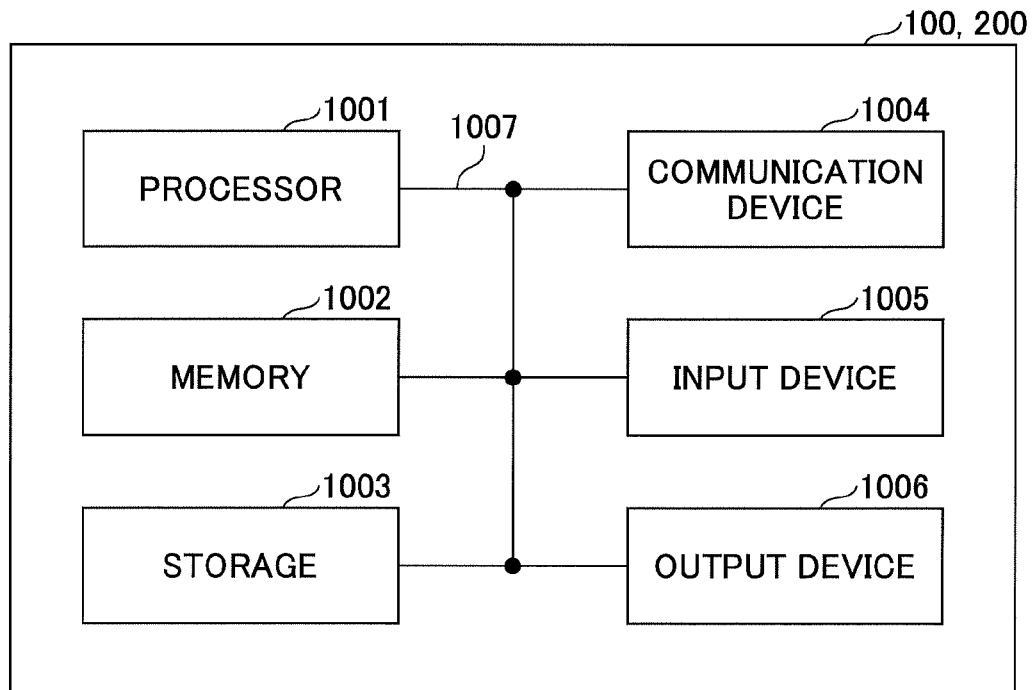 100, 200
1001
PROCESSOR
1007
1004
COMMUNICATION
DEVICE
1002
MEMORY
1005
INPUT DEVICE
1003
STORAGE
1006
OUTPUT DEVICE